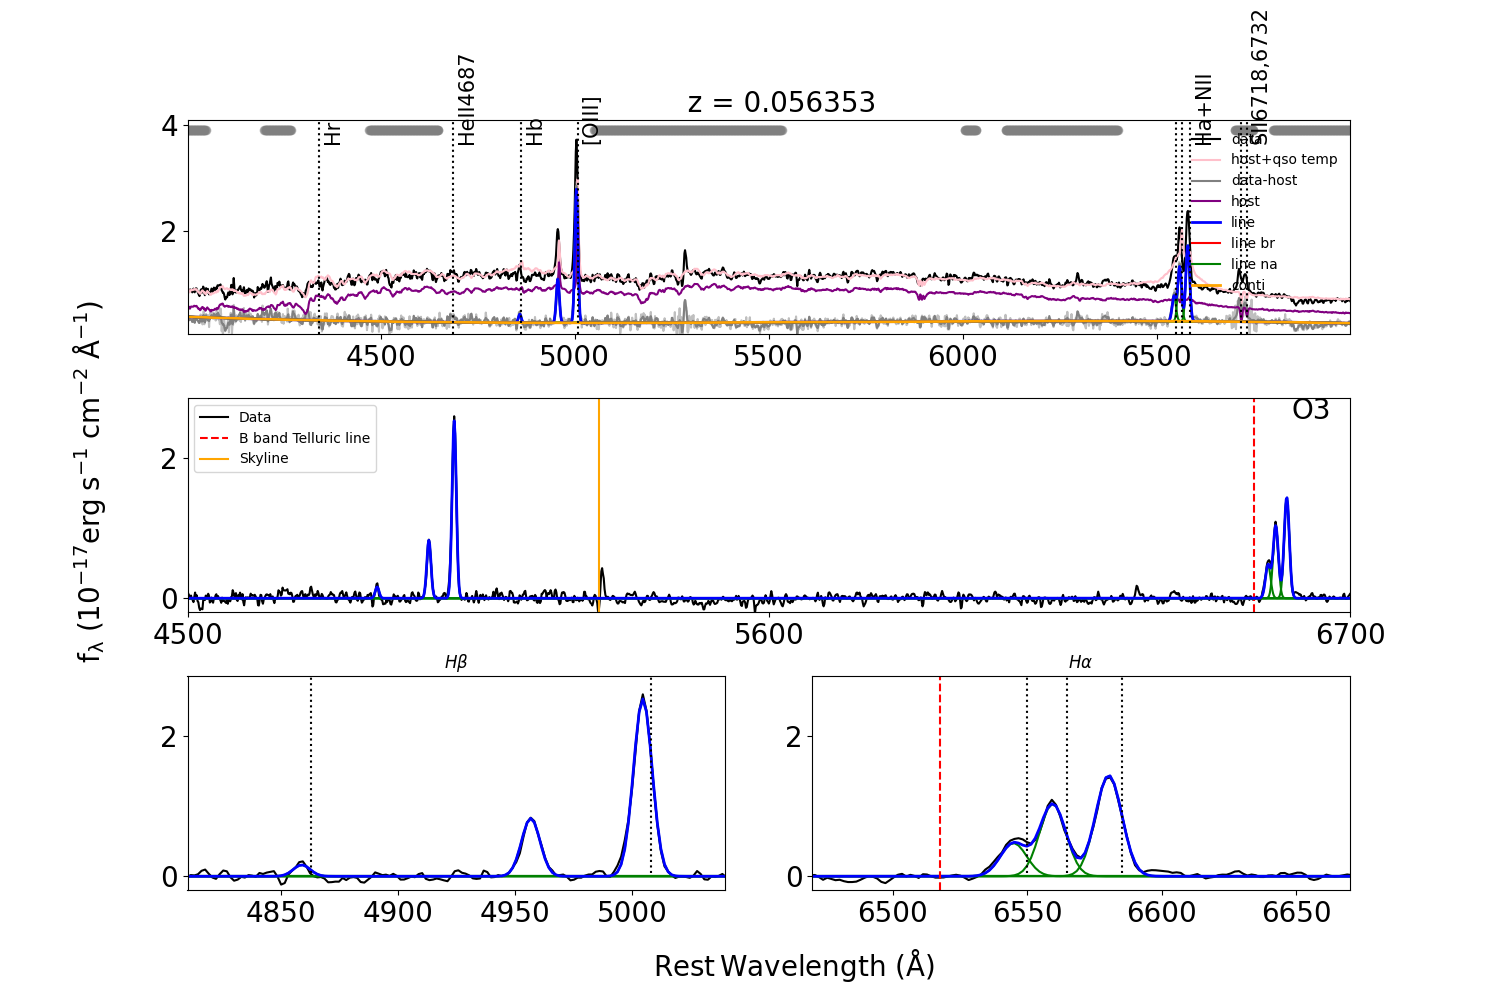 z = 0.056353
Hr
HeII4687
Hb
[OIII]
Ha+NII
SII6718,6732
data
host+qso temp
data-host
host
line
line br
line na
conti
4
2
4500
5000
5500
6000
6500
fλ (10⁻¹⁷erg s⁻¹ cm⁻² Å⁻¹)
O3
Data
B band Telluric line
Skyline
2
0
4500
5600
6700
Hβ
2
0
4850
4900
4950
5000
Hα
2
0
6500
6550
6600
6650
Rest Wavelength (Å)